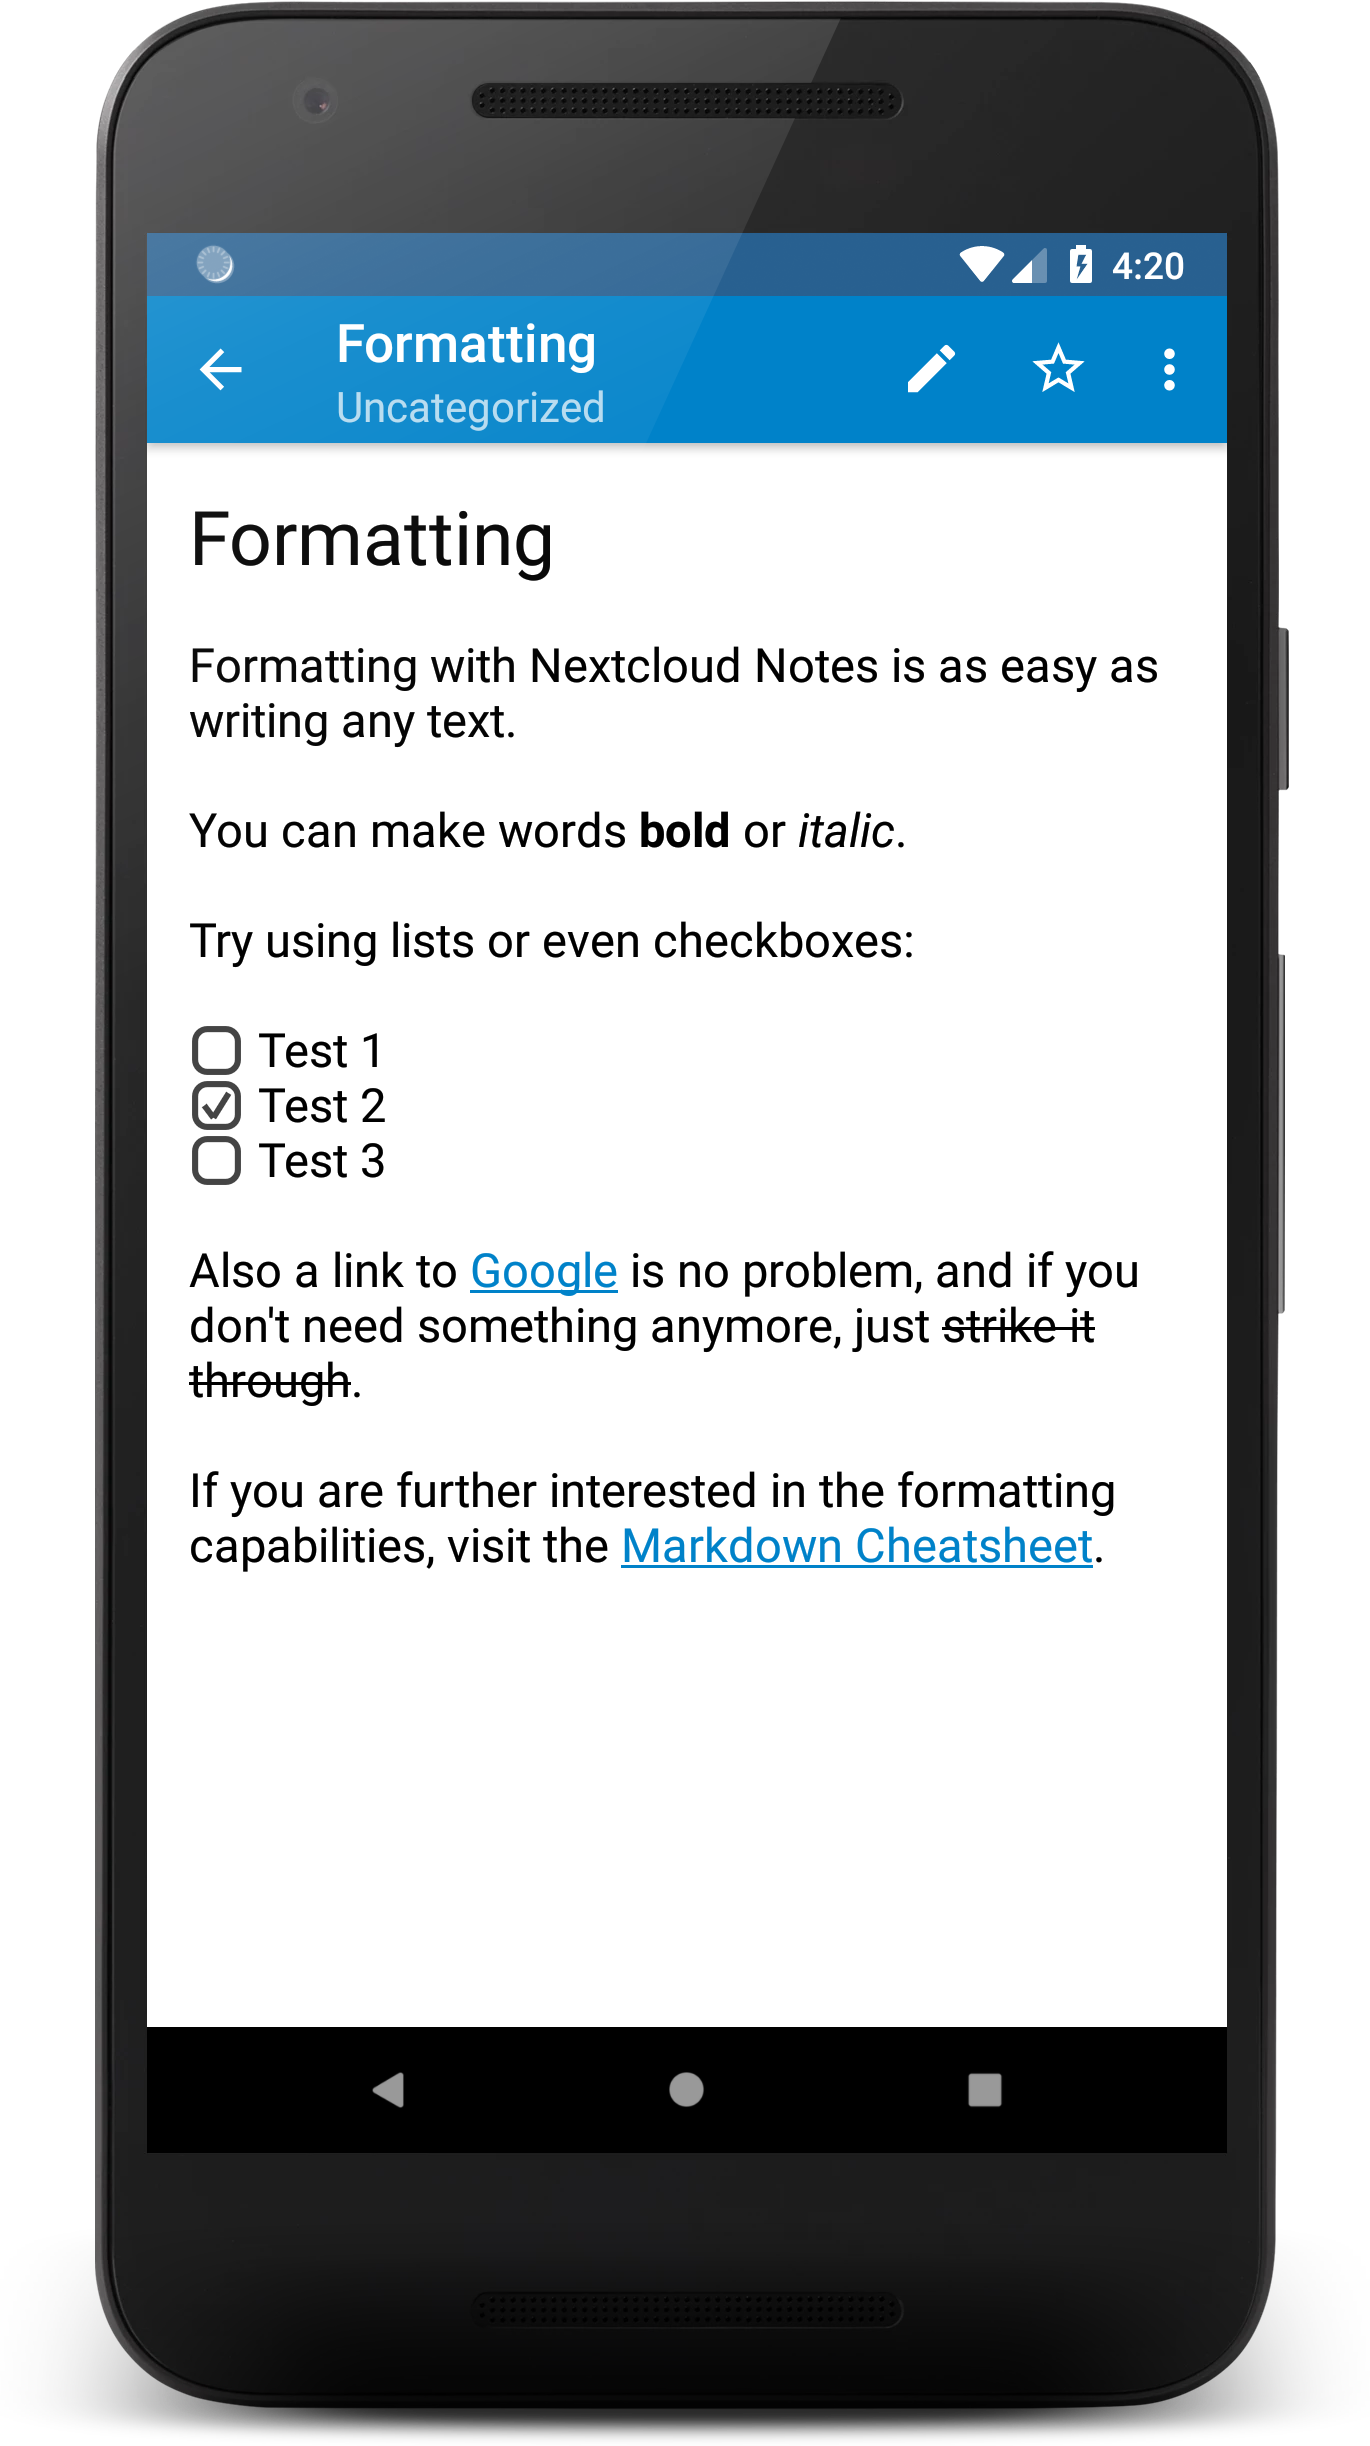 4:20
Formatting
Uncategorized
Formatting
Formatting with Nextcloud Notes is as easy as
writing any text.
You can make words bold or italic.
Try using lists or even checkboxes:
Test 1
Test 2
Test 3
Also a link to Google is no problem, and if you
don't need something anymore, just strike it
through.
If you are further interested in the formatting
capabilities, visit the Markdown Cheatsheet.